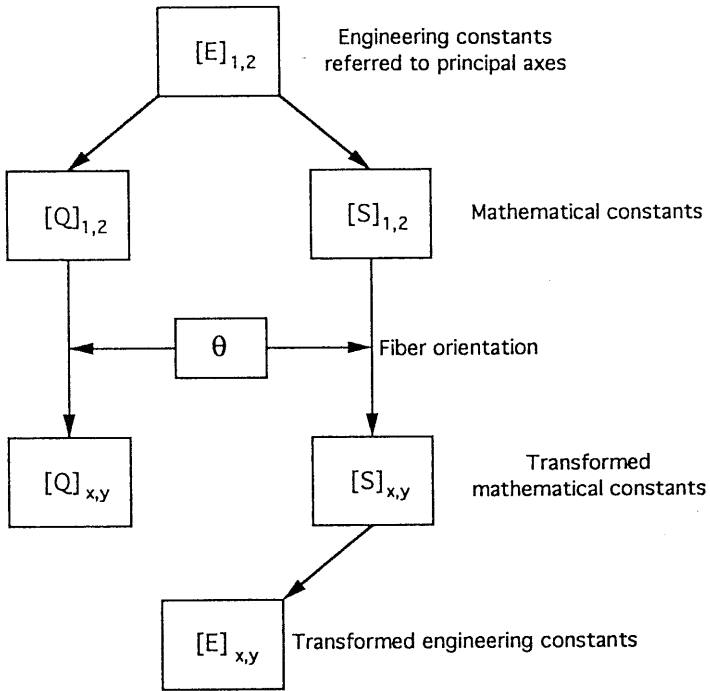 [E]1,2
Engineering constants
referred to principal axes
[Q]1,2
[S]1,2
Mathematical constants
θ
Fiber orientation
[Q] x,y
[S]x,y
Transformed
mathematical constants
[E] x,y
Transformed engineering constants